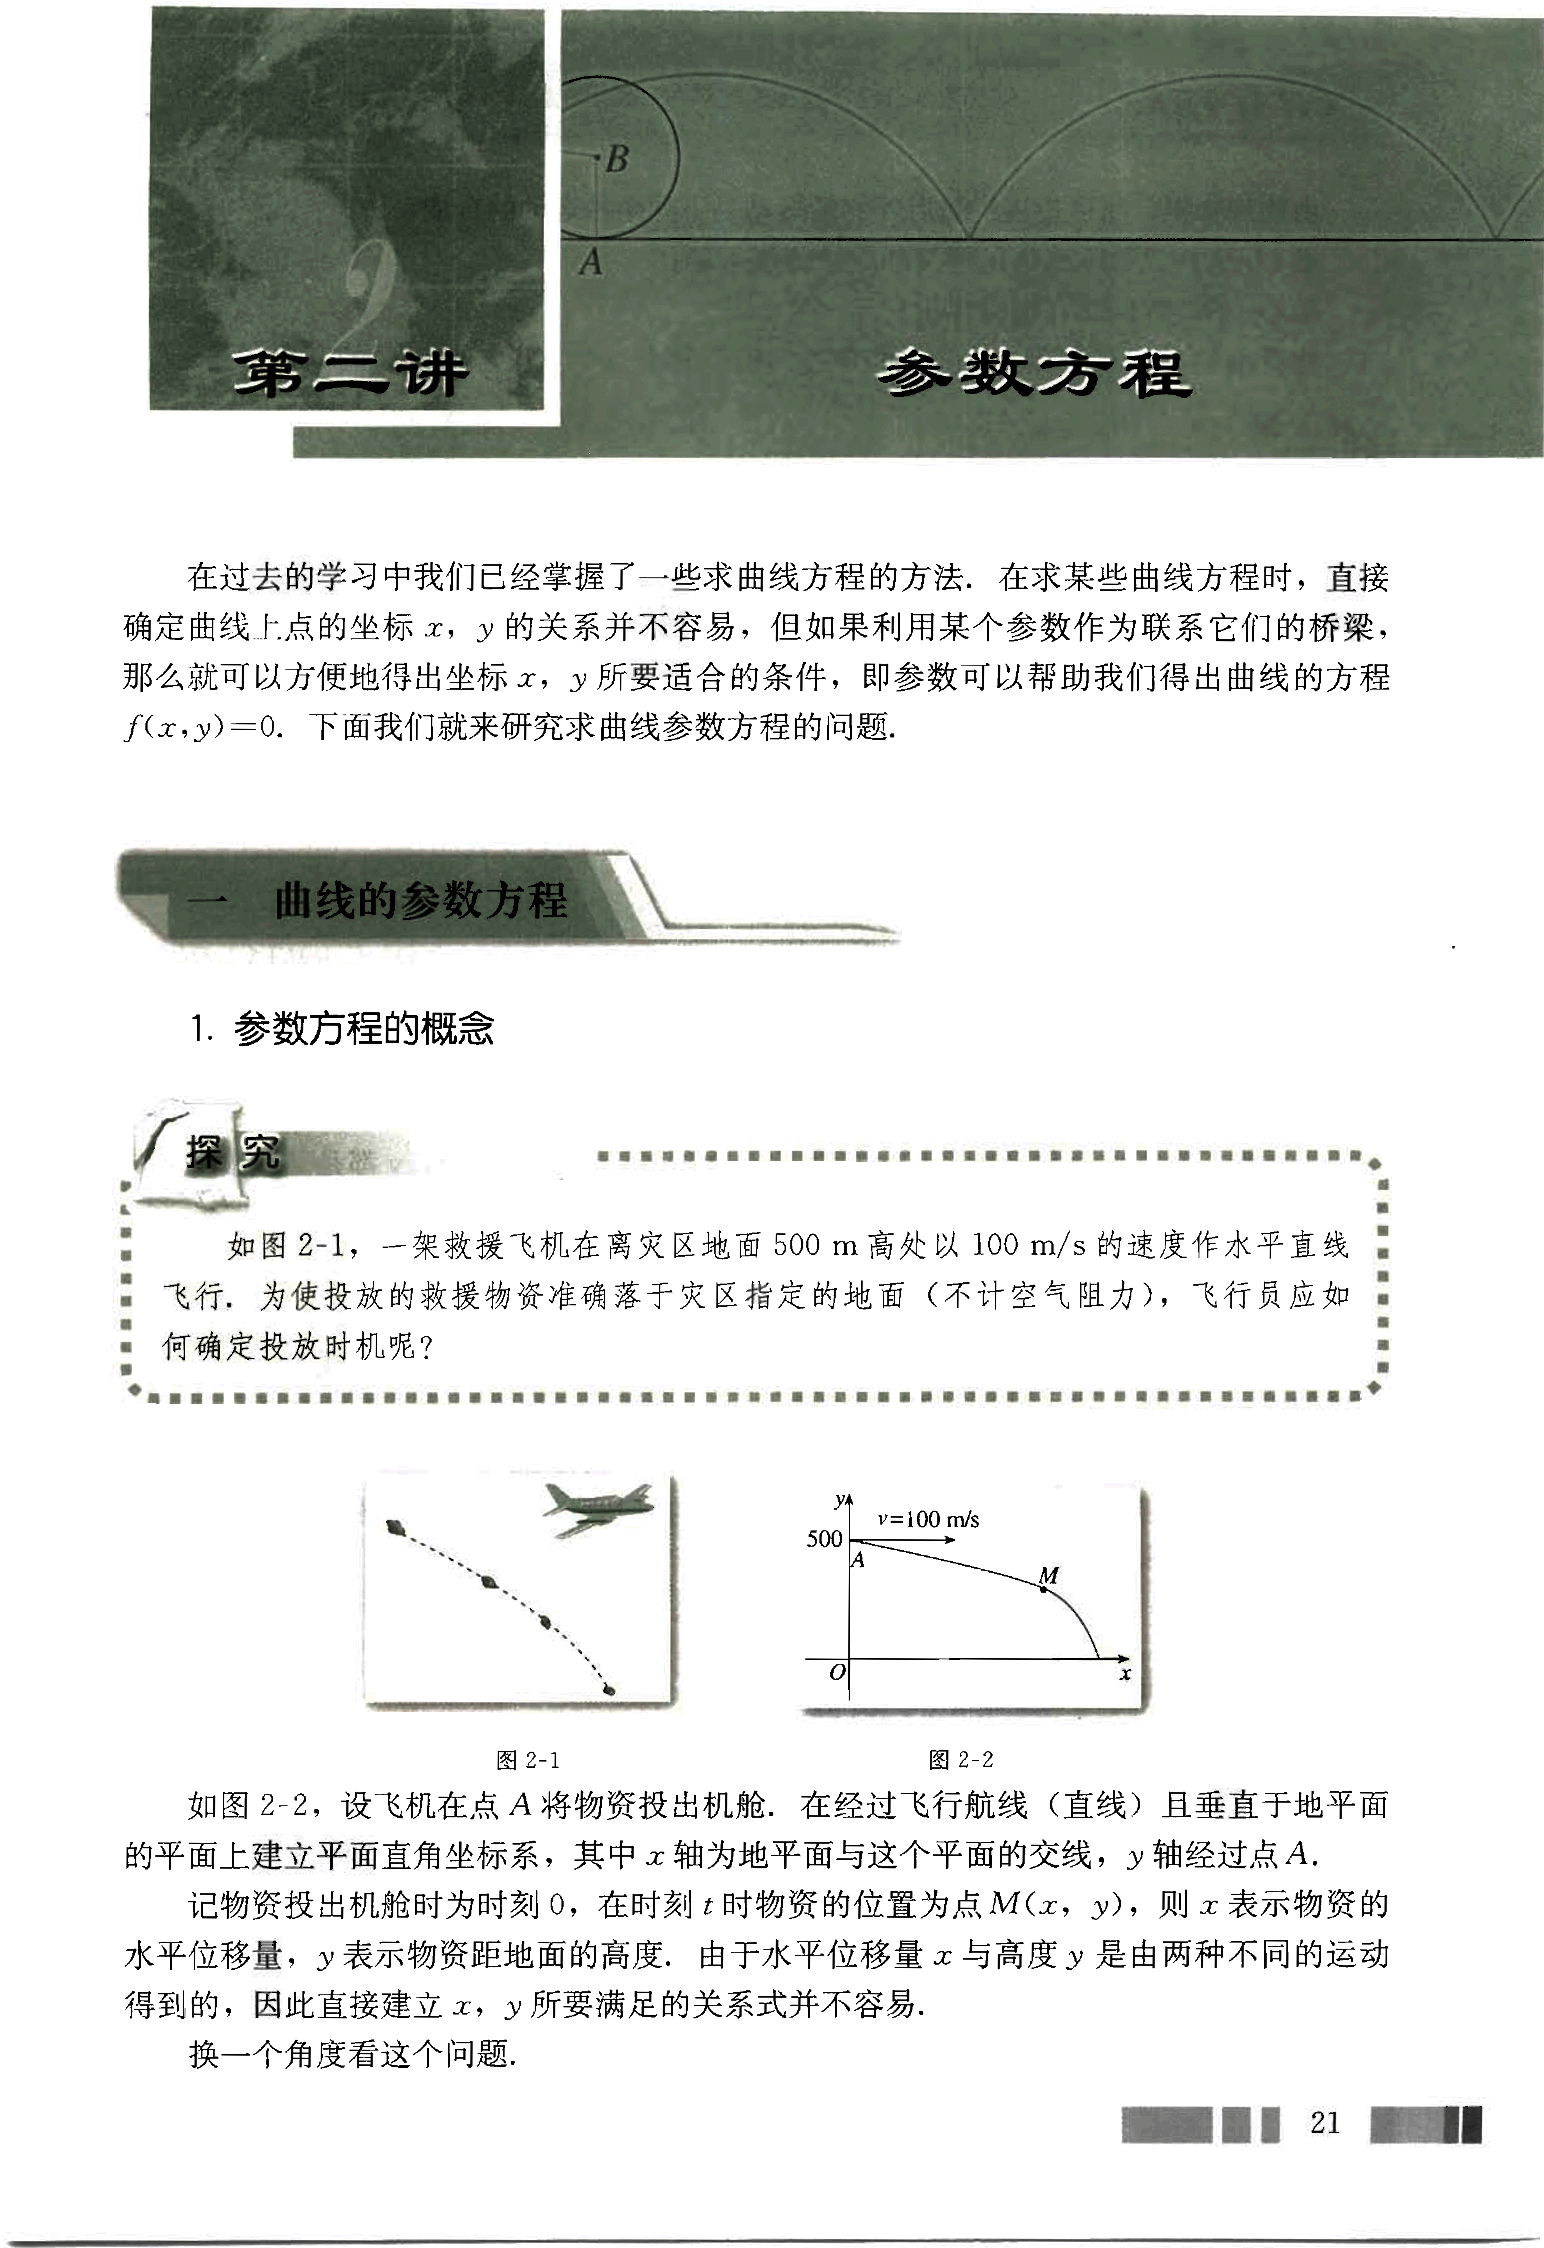 B
A
2
第二讲
参数方程
在过去的学习中我们已经掌握了一些求曲线方程的方法．在求某些曲线方程时，直接
确定曲线上点的坐标 x，y 的关系并不容易，但如果利用某个参数作为联系它们的桥梁，
那么就可以方便地得出坐标 x，y 所要适合的条件，即参数可以帮助我们得出曲线的方程
f(x,y)=0．下面我们就来研究求曲线参数方程的问题．
一 曲线的参数方程
1. 参数方程的概念
探究
如图 2-1，一架救援飞机在离灾区地面 500 m 高处以 100 m/s 的速度作水平直线
飞行．为使投放的救援物资准确落于灾区指定的地面（不计空气阻力），飞行员应如
何确定投放时机呢？
y
v=100 m/s
500
A
M
O
x
图 2-1
图 2-2
如图 2-2，设飞机在点 A 将物资投出机舱．在经过飞行航线（直线）且垂直于地平面
的平面上建立平面直角坐标系，其中 x 轴为地平面与这个平面的交线，y 轴经过点 A．
记物资投出机舱时为时刻 0，在时刻 t 时物资的位置为点 M(x，y)，则 x 表示物资的
水平位移量，y 表示物资距地面的高度．由于水平位移量 x 与高度 y 是由两种不同的运动
得到的，因此直接建立 x，y 所要满足的关系式并不容易．
换一个角度看这个问题．
21